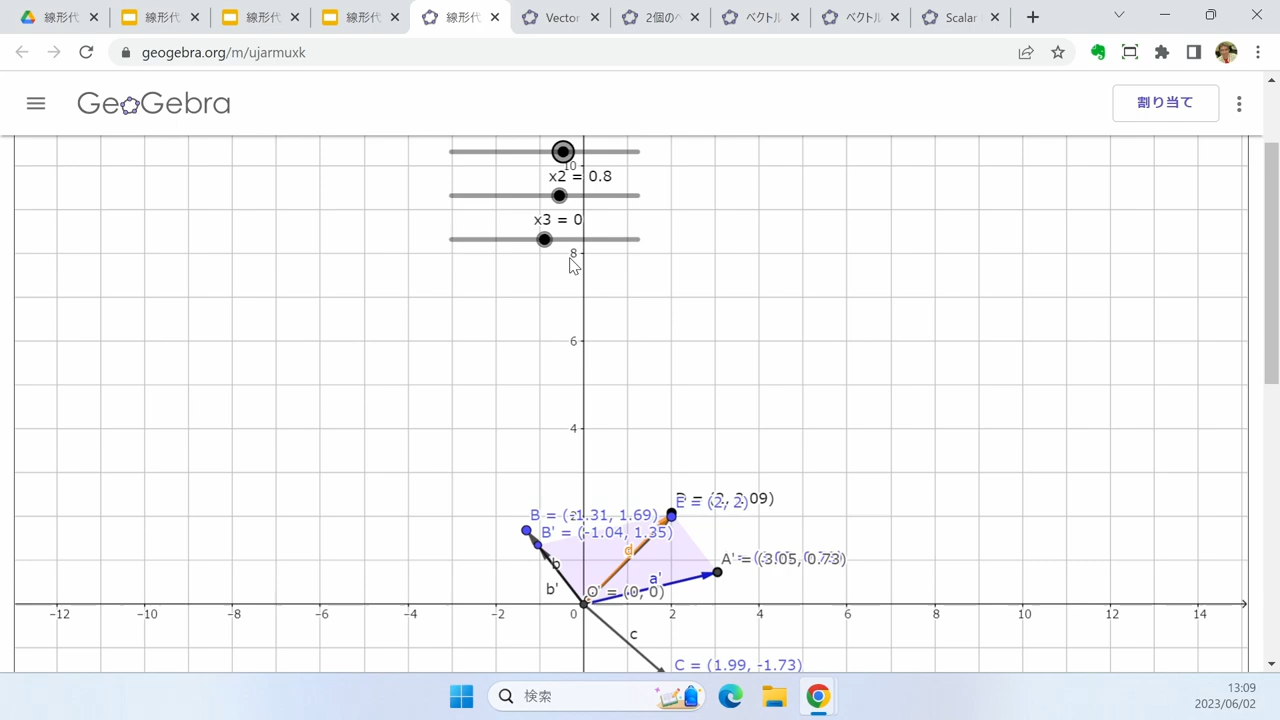 線形代
線形代
線形代
線形代
線形代
Vector
2個のベ
ベクトル
ベクトル
Scalar
geogebra.org/m/ujarmuxk
GeoGebra
割り当て
10
x2 = 0.8
x3 = 0
8
6
4
E = (2, 2)
B = (-1.31, 1.69)
B' = (-1.04, 1.35)
d
A' = (3.05, 0.73)
b
a'
b'
O' = (0, 0)
-12 -10 -8 -6 -4 -2 0 2 4 6 8 10 12 14
c
C = (1.99, -1.73)
検索
13:09
2023/06/02